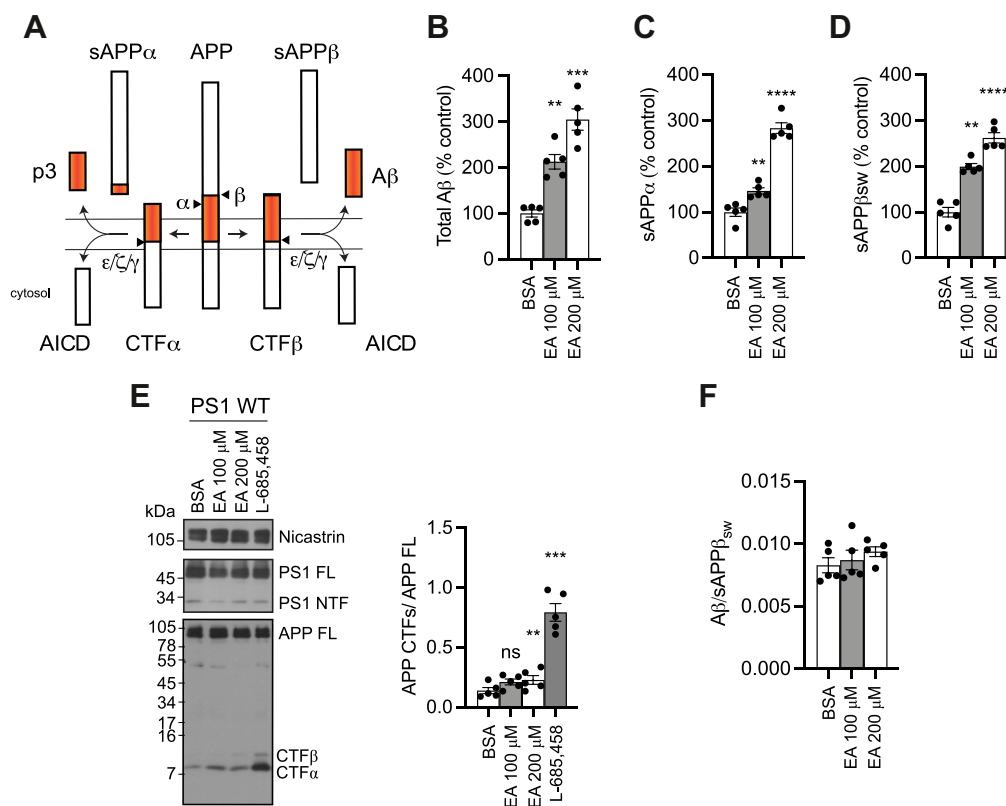 A
sAPPα APP sAPPβ
p3
Aβ
α
β
ε/ζ/γ
ε/ζ/γ
cytosol
AICD CTFα CTFβ AICD
B
Total Aβ (% control)
400
300
200
100
0
**
***
BSA
EA 100 μM
EA 200 μM
C
sAPPα (% control)
400
300
200
100
0
**
****
BSA
EA 100 μM
EA 200 μM
D
sAPPβsw (% control)
400
300
200
100
0
**
****
BSA
EA 100 μM
EA 200 μM
E
PS1 WT
BSA
EA 100 μM
EA 200 μM
L-685,458
kDa
105
Nicastrin
45
PS1 FL
34
PS1 NTF
105
APP FL
78
55
45
34
17
16
CTFβ
7
CTFα
APP CTFs/ APP FL
1.5
1.0
0.5
0.0
ns
**
***
BSA
EA 100 μM
EA 200 μM
L-685,458
F
Aβ/sAPPβsw
0.015
0.010
0.005
0.000
BSA
EA 100 μM
EA 200 μM